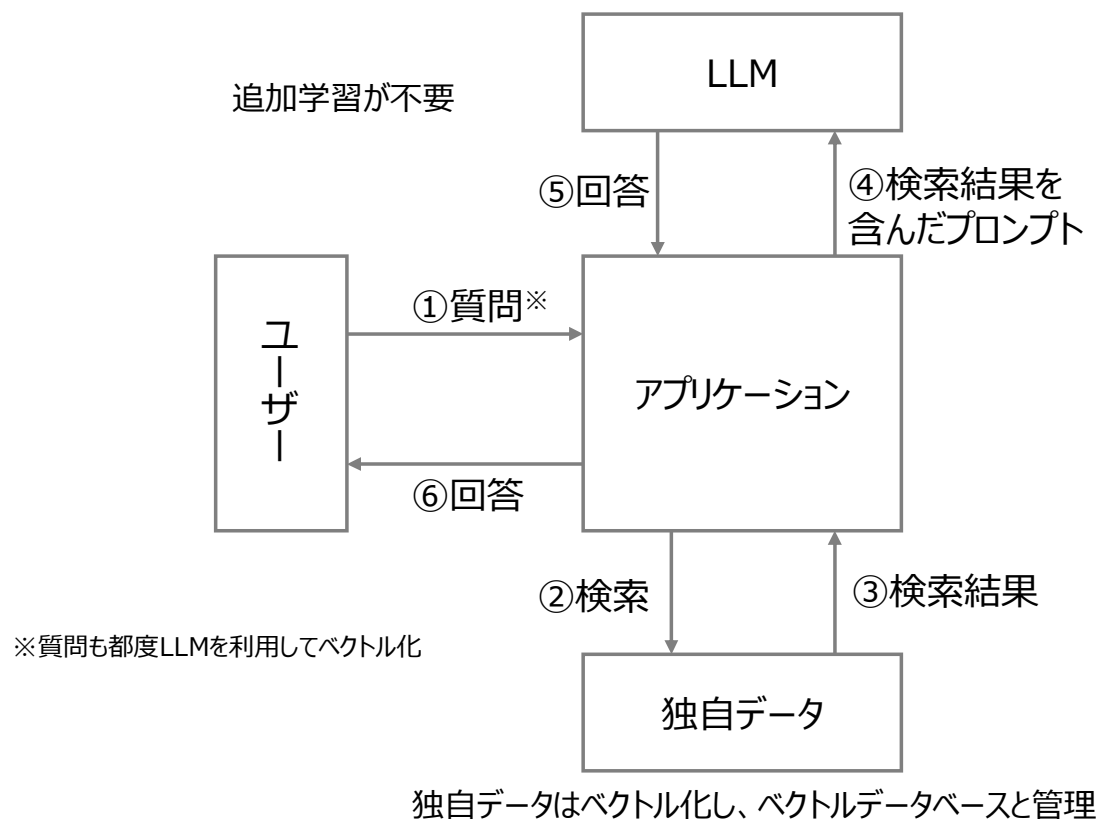 LLM
追加学習が不要
⑤回答
④検索結果を
含んだプロンプト
①質問※
ユーザー
アプリケーション
⑥回答
②検索
③検索結果
※質問も都度LLMを利用してベクトル化
独自データ
独自データはベクトル化し、ベクトルデータベースと管理